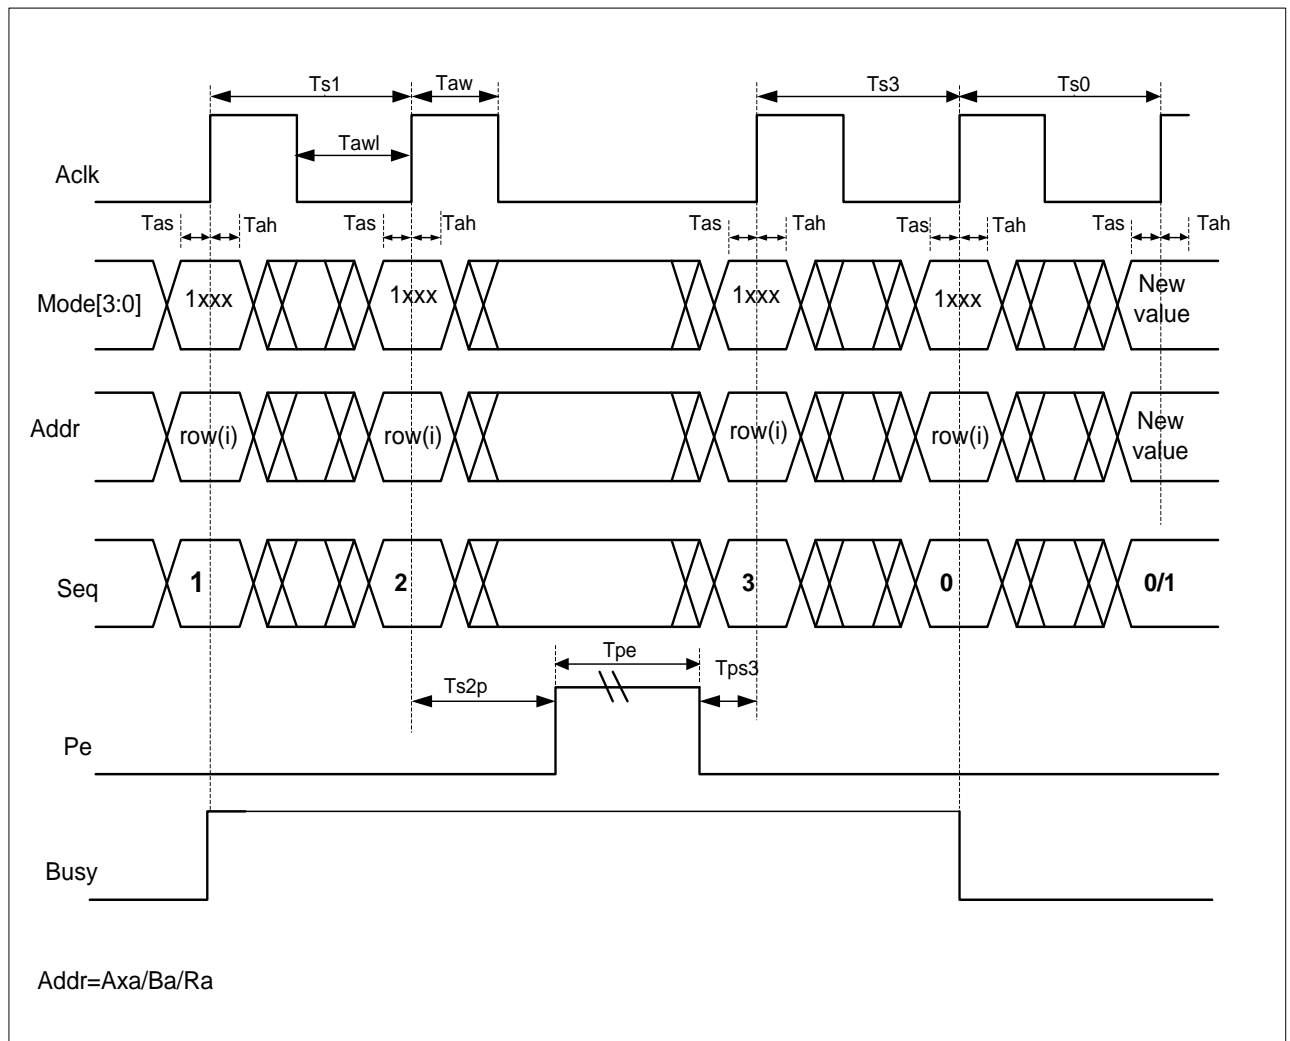 Ts1 Taw Ts3 Ts0
Tawl
Aclk
Tas Tah Tas Tah Tas Tah Tas Tah Tas Tah
Mode[3:0] 1xxx 1xxx 1xxx 1xxx New value
Addr row(i) row(i) row(i) row(i) New value
Seq 1 2 3 0 0/1
Tpe
Ts2p Tps3
Pe
Busy
Addr=Axa/Ba/Ra